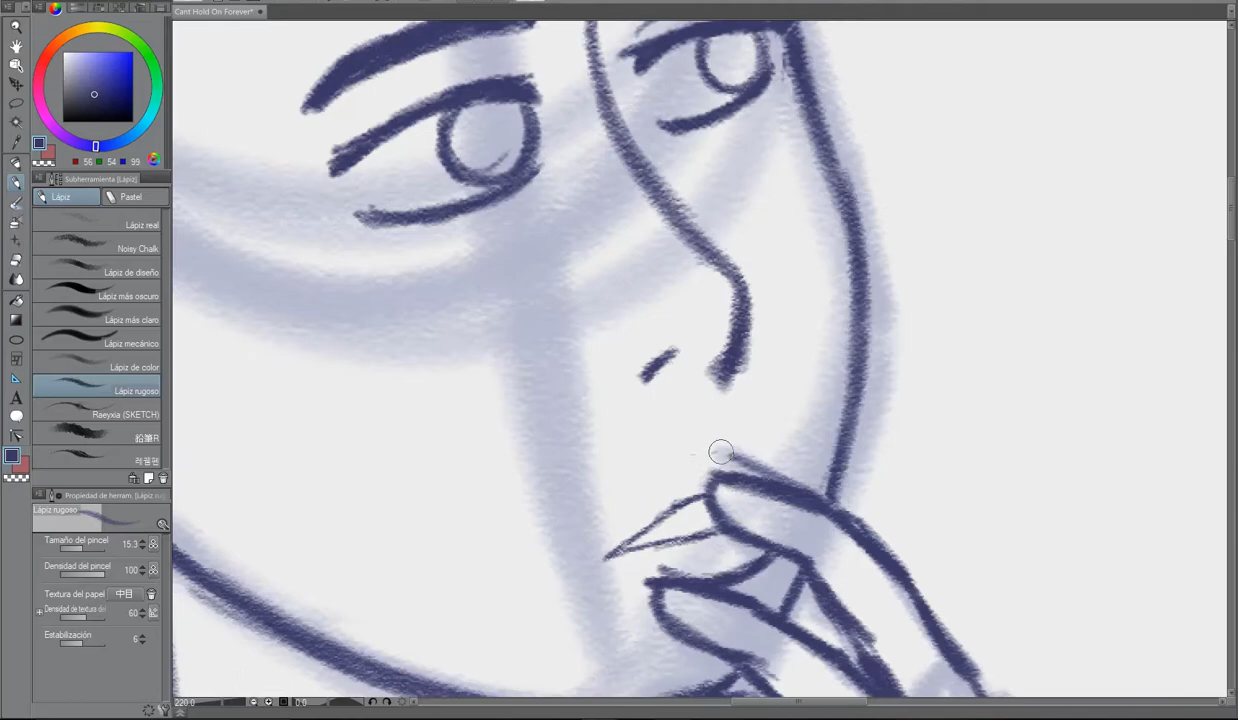 Cant Hold On Forever*
56 54 99
Subherramienta [Lápiz]
Lápiz Pastel
Lápiz real
Noisy Chalk
Lápiz de diseño
Lápiz más oscuro
Lápiz más claro
Lápiz mecánico
Lápiz de color
Lápiz rugoso
Raeyxia (SKETCH)
鉛筆R
레퀨펜
Propiedad de herram. [Lápiz rug
Lápiz rugoso
Tamaño del pincel 15.3
Densidad del pincel 100
Textura del papel 中目
Densidad de textura del 60
Estabilización 6
220.0 0.0